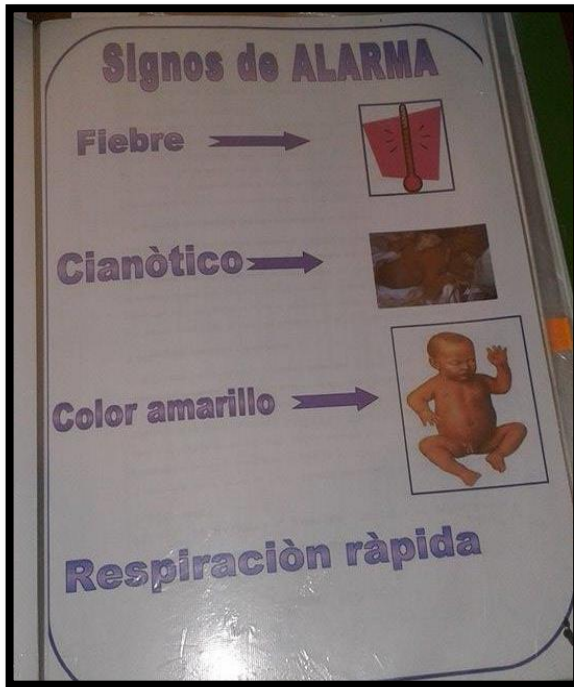 Signos de ALARMA
Fiebre
Cianòtico
Color amarillo
Respiraciòn ràpida